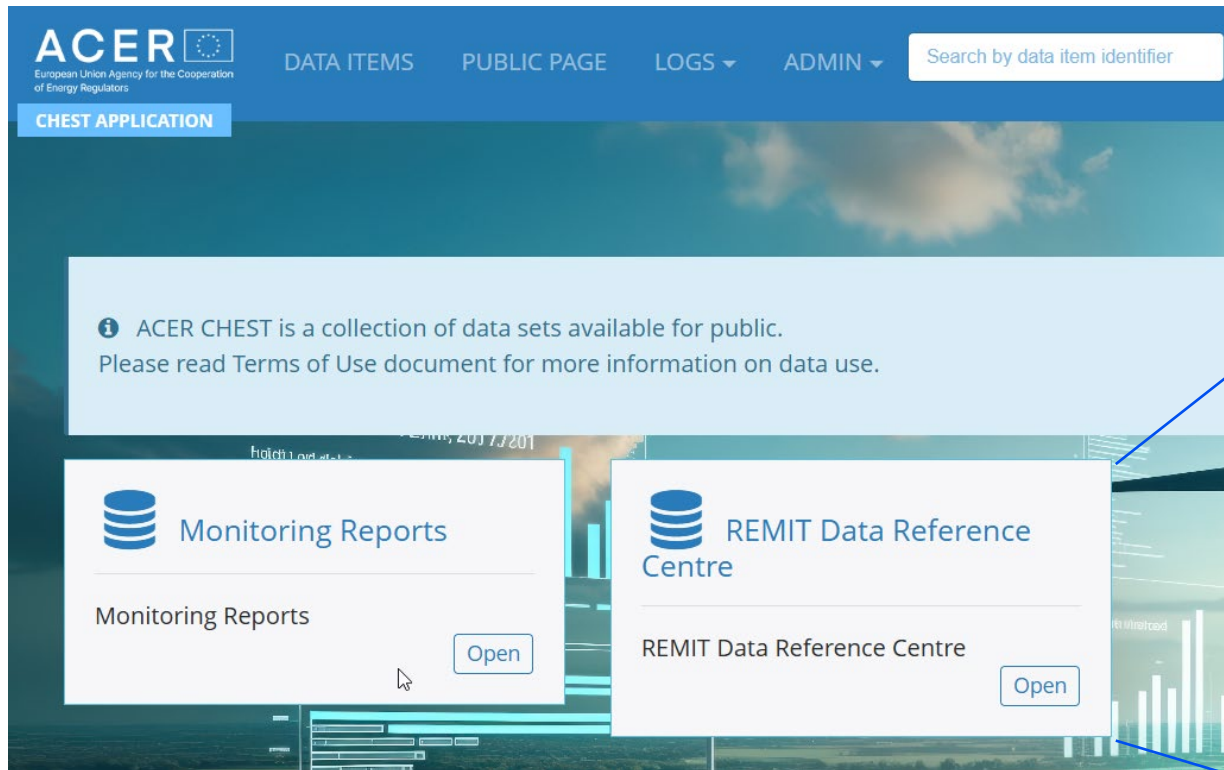 ACER
European Union Agency for the Cooperation
of Energy Regulators
CHEST APPLICATION
DATA ITEMS
PUBLIC PAGE
LOGS
ADMIN
Search by data item identifier
ACER CHEST is a collection of data sets available for public.
Please read Terms of Use document for more information on data use.
Monitoring Reports
Monitoring Reports
Open
REMIT Data Reference
Centre
REMIT Data Reference Centre
Open